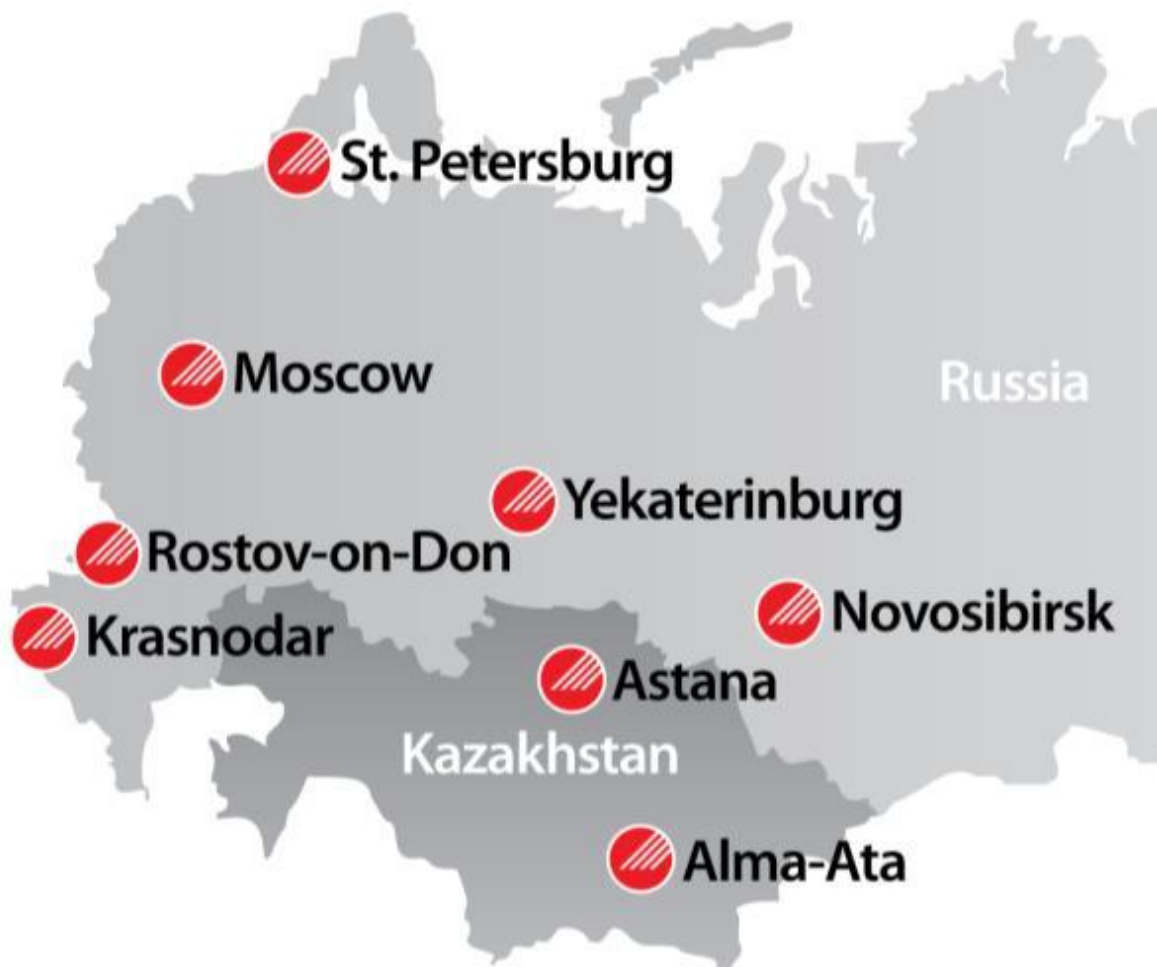 St. Petersburg
Moscow
Russia
Yekaterinburg
Rostov-on-Don
Novosibirsk
Krasnodar
Astana
Kazakhstan
Alma-Ata